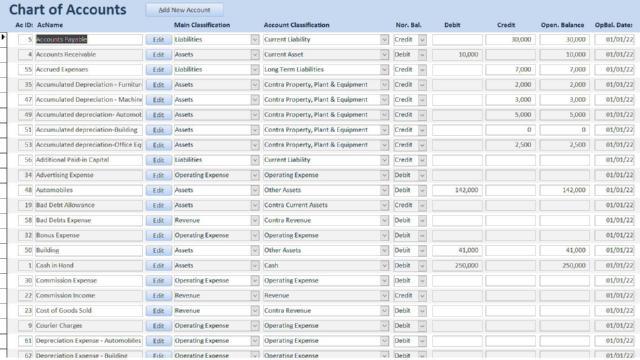 Chart of Accounts Add New Account
Ac ID: AcName Main Classification Account Classification Nor. Bal. Debit Credit Open. Balance OpBal. Date:
5 Accounts Payable Edit Liabilities Current Liability Credit 30,000 30,000 01/01/22
4 Accounts Receivable Edit Assets Current Asset Debit 10,000 10,000 01/01/22
55 Accrued Expenses Edit Liabilities Long Term Liabilities Credit 7,000 7,000 01/01/22
35 Accumulated Depreciation - Furnitur Edit Assets Contra Property, Plant & Equipment Credit 2,000 2,000 01/01/22
47 Accumulated Depreciation - Machine Edit Assets Contra Property, Plant & Equipment Credit 3,000 3,000 01/01/22
49 Accumulated depreciation- Automobi Edit Assets Contra Property, Plant & Equipment Credit 5,000 5,000 01/01/22
51 Accumulated depreciation-Building Edit Assets Contra Property, Plant & Equipment Credit 0 0 01/01/22
53 Accumulated depreciation-Office Eq Edit Assets Contra Property, Plant & Equipment Credit 2,500 2,500 01/01/22
56 Additional Paid-in Capital Edit Liabilities Current Liability Credit 01/01/22
34 Advertising Expense Edit Operating Expense Operating Expense Debit 01/01/22
48 Automobiles Edit Assets Other Assets Debit 142,000 142,000 01/01/22
19 Bad Debt Allowance Edit Assets Contra Current Assets Credit 01/01/22
58 Bad Debts Expense Edit Revenue Contra Revenue Debit 01/01/22
32 Bonus Expense Edit Operating Expense Operating Expense Debit 01/01/22
50 Building Edit Assets Other Assets Debit 41,000 41,000 01/01/22
1 Cash in Hand Edit Assets Cash Debit 250,000 250,000 01/01/22
30 Commission Expense Edit Operating Expense Operating Expense Debit 01/01/22
22 Commission Income Edit Revenue Revenue Credit 01/01/22
23 Cost of Goods Sold Edit Revenue Contra Revenue Debit 01/01/22
9 Courier Charges Edit Operating Expense Operating Expense Debit 01/01/22
61 Depreciation Expense - Automobiles Edit Operating Expense Operating Expense Debit 01/01/22
62 Depreciation Expense - Building Edit Operating Expense Operating Expense Debit 01/01/22